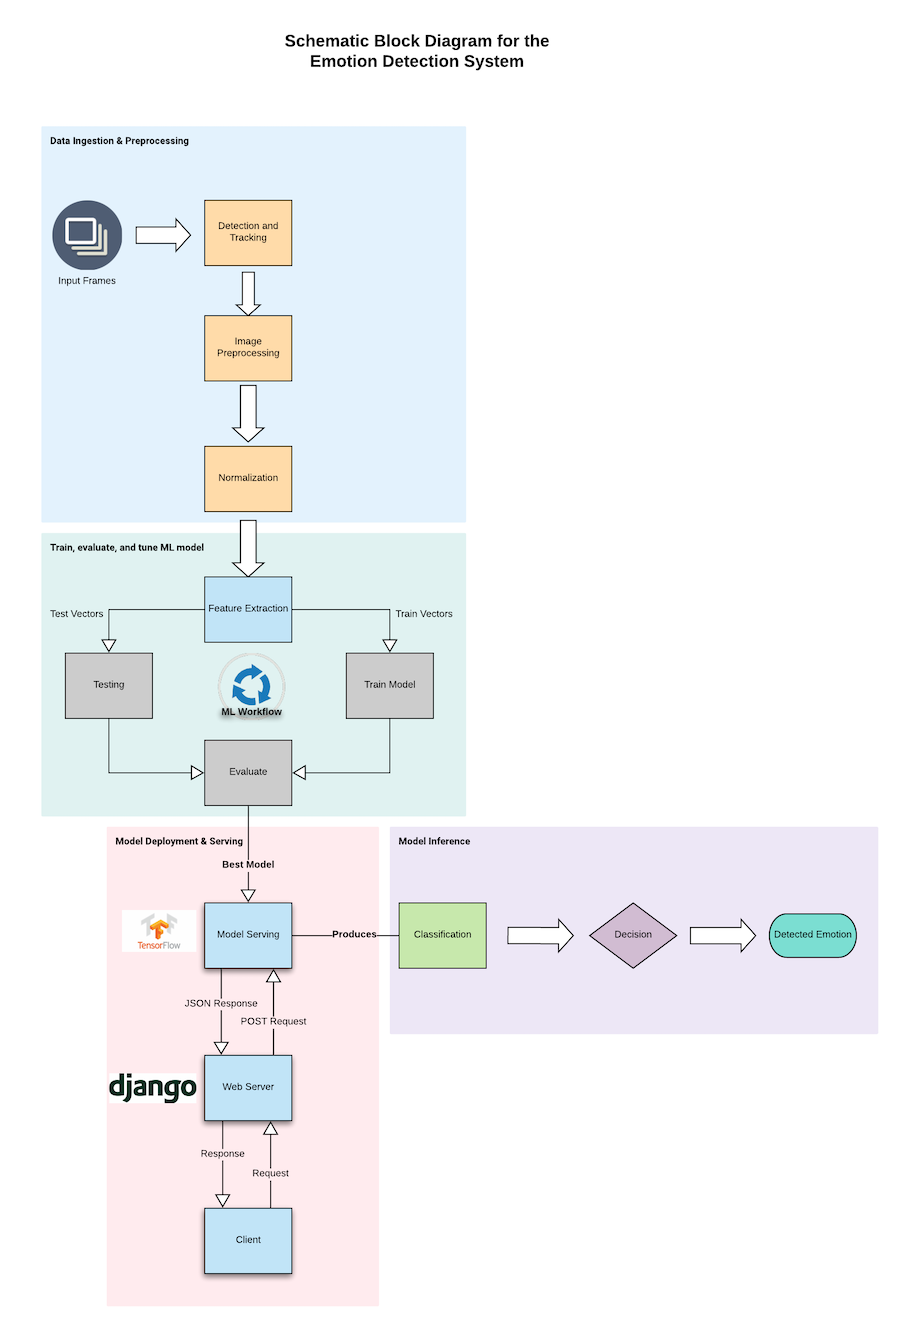 Schematic Block Diagram for the
Emotion Detection System
Data Ingestion & Preprocessing
Input Frames
Detection and
Tracking
Image
Preprocessing
Normalization
Train, evaluate, and tune ML model
Feature Extraction
Test Vectors
Train Vectors
Testing
ML Workflow
Train Model
Evaluate
Model Deployment & Serving
Best Model
TensorFlow
Model Serving
Produces
JSON Response
POST Request
django
Web Server
Response
Request
Client
Model Inference
Classification
Decision
Detected Emotion